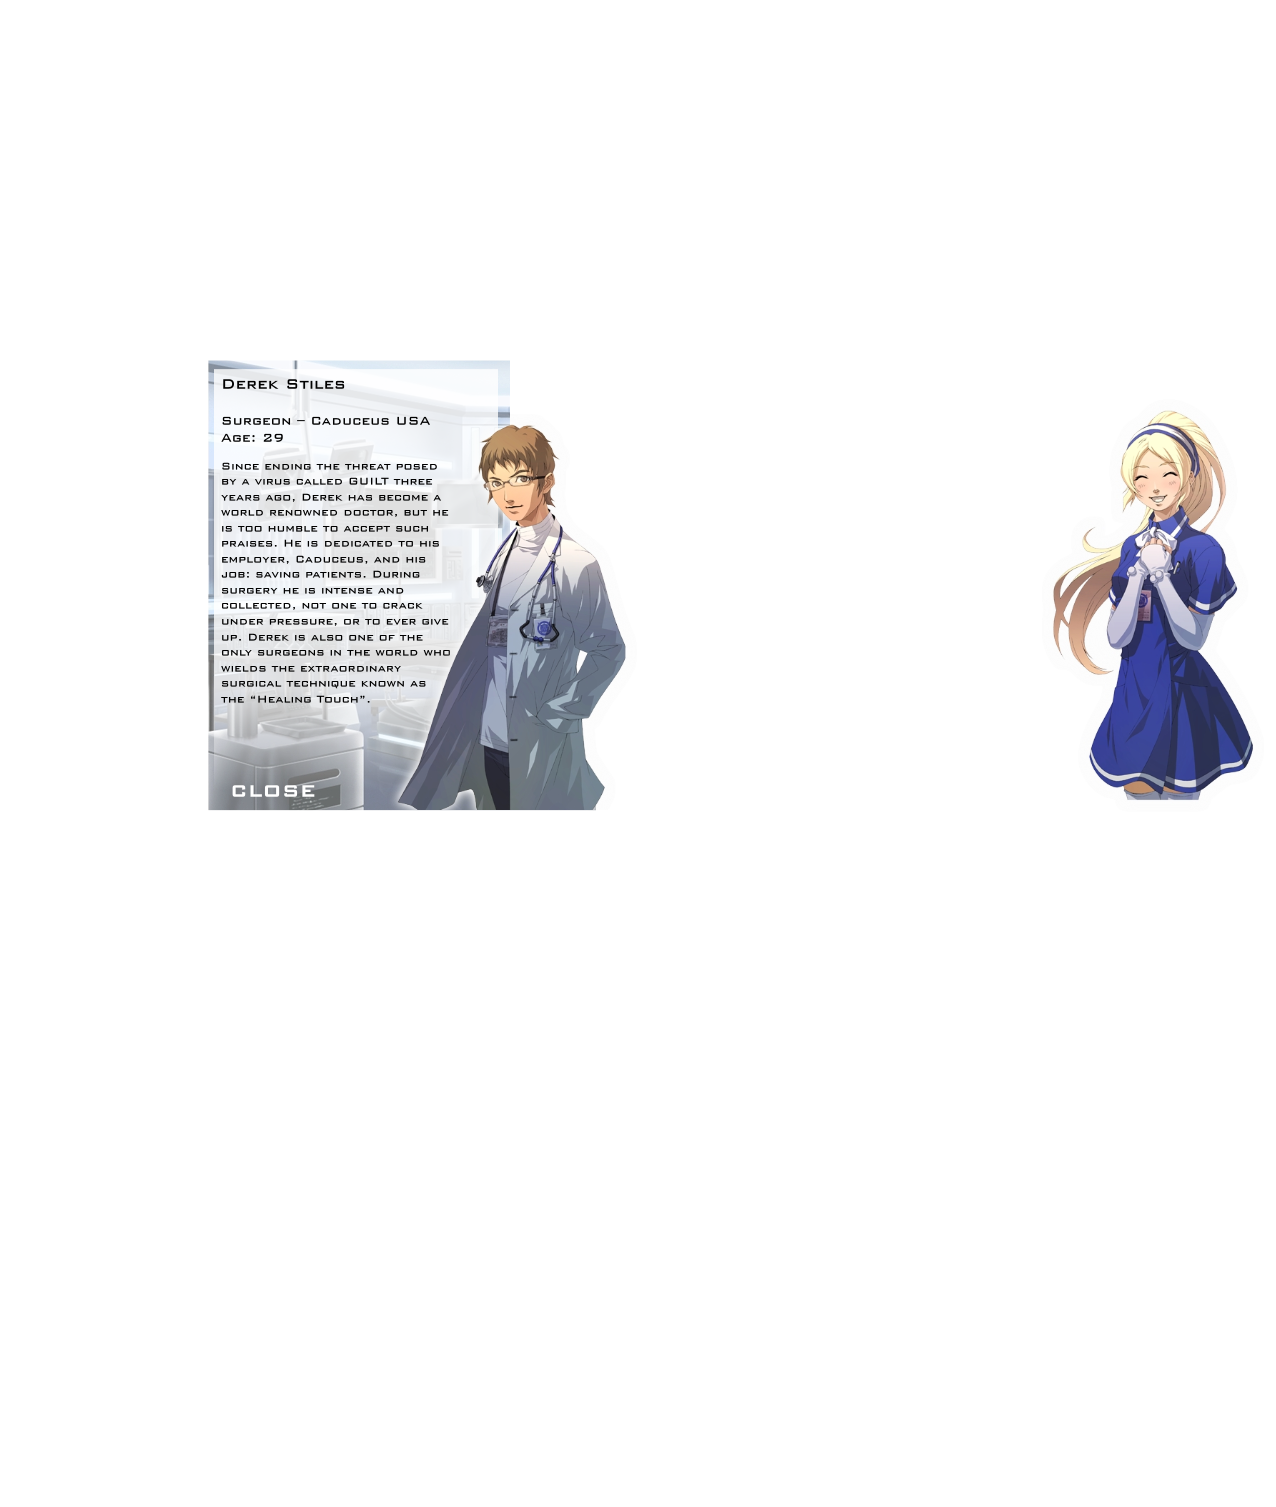 Derek Stiles
Surgeon – Caduceus USA
Age: 29
Since ending the threat posed
by a virus called GUILT three
years ago, Derek has become a
world renowned doctor, but he
is too humble to accept such
praises. He is dedicated to his
employer, Caduceus, and his
job: saving patients. During
surgery he is intense and
collected, not one to crack
under pressure, or to ever give
up. Derek is also one of the
only surgeons in the world who
wields the extraordinary
surgical technique known as
the “Healing Touch”.
CLOSE